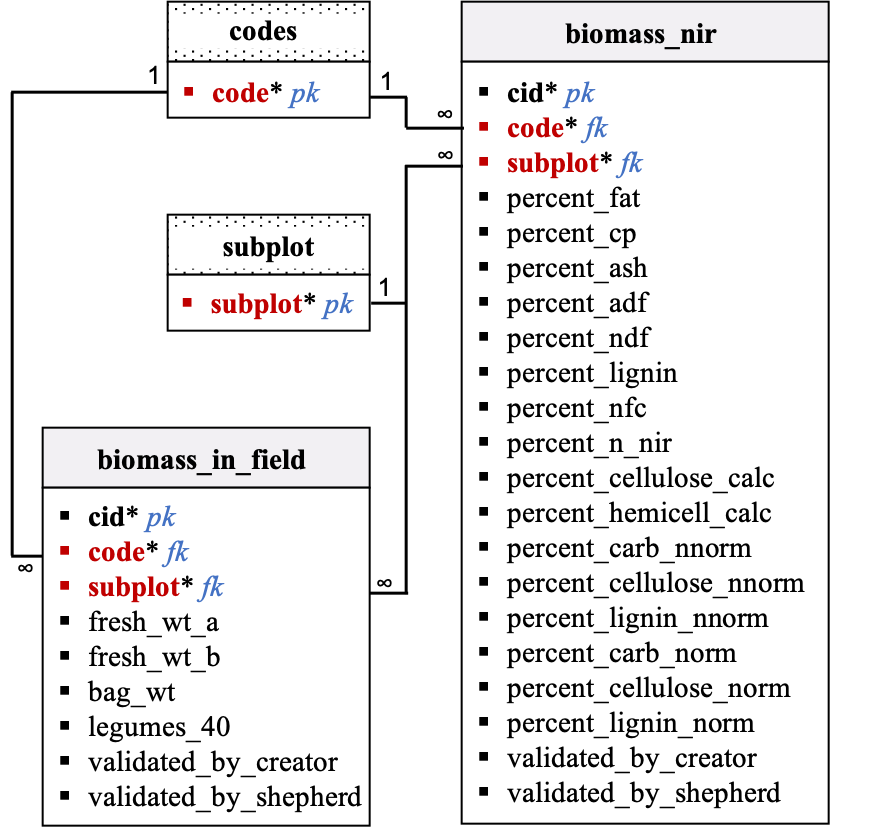 codes
code* pk
1
1
∞
∞
subplot
subplot* pk
1
biomass_in_field
cid* pk
code* fk
subplot* fk
fresh_wt_a
fresh_wt_b
bag_wt
legumes_40
validated_by_creator
validated_by_shepherd
∞
∞
biomass_nir
cid* pk
code* fk
subplot* fk
percent_fat
percent_cp
percent_ash
percent_adf
percent_ndf
percent_lignin
percent_nfc
percent_n_nir
percent_cellulose_calc
percent_hemicell_calc
percent_carb_nnorm
percent_cellulose_nnorm
percent_lignin_nnorm
percent_carb_norm
percent_cellulose_norm
percent_lignin_norm
validated_by_creator
validated_by_shepherd